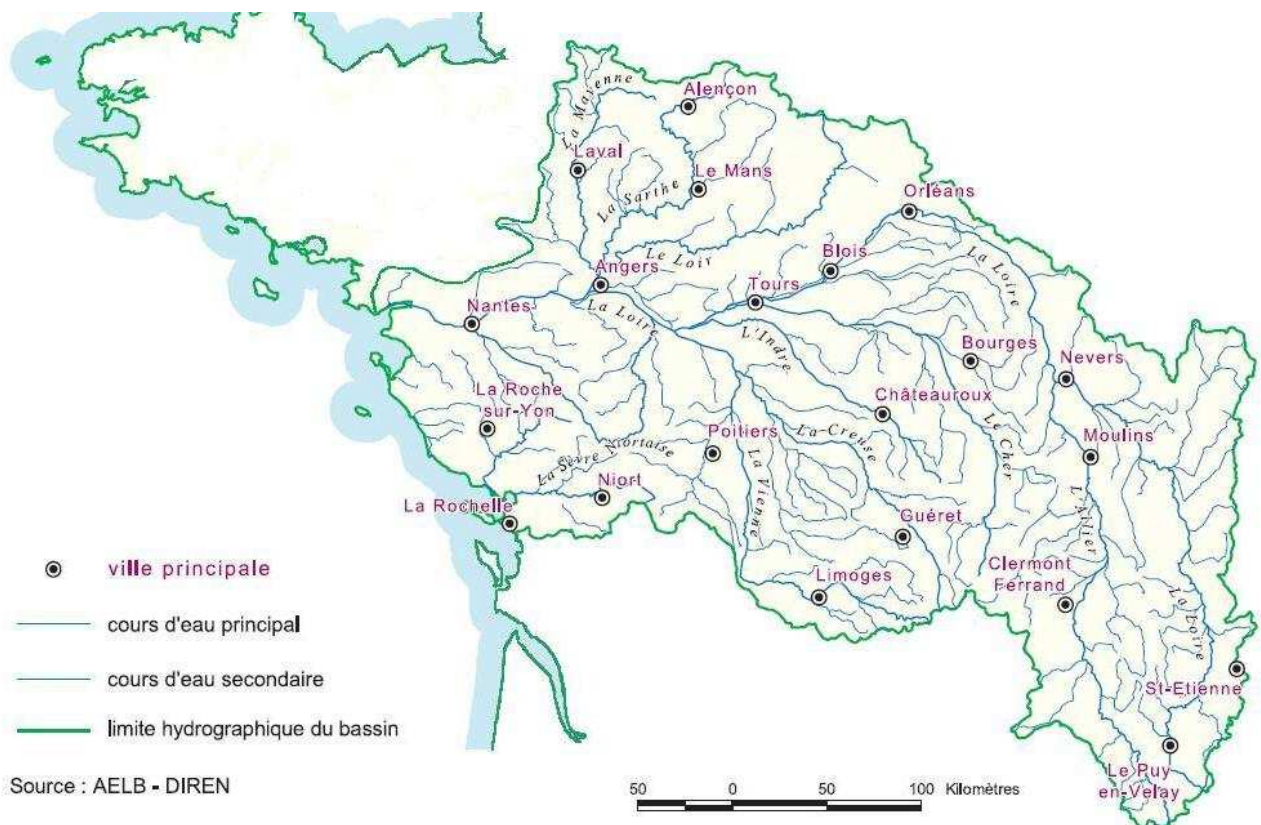 La Mayenne
Alençon
Laval
Le Mans
La Sarthe
Orléans
Le Loir
Blois
La Loire
Angers
Tours
Nantes
La Loire
L'Indre
Bourges
Nevers
La Roche
sur-Yon
Châteauroux
Poitiers
La-Creuse
Le Cher
Moulins
La Sèvre Niortaise
La Vienne
Niort
La Rochelle
L'Allier
Guéret
Clermont
Ferrand
Limoges
La Loire
St-Etienne
Le Puy
en-Velay
ville principale
cours d'eau principal
cours d'eau secondaire
limite hydrographique du bassin
Source : AELB - DIREN
50 0 50 100 Kilomètres